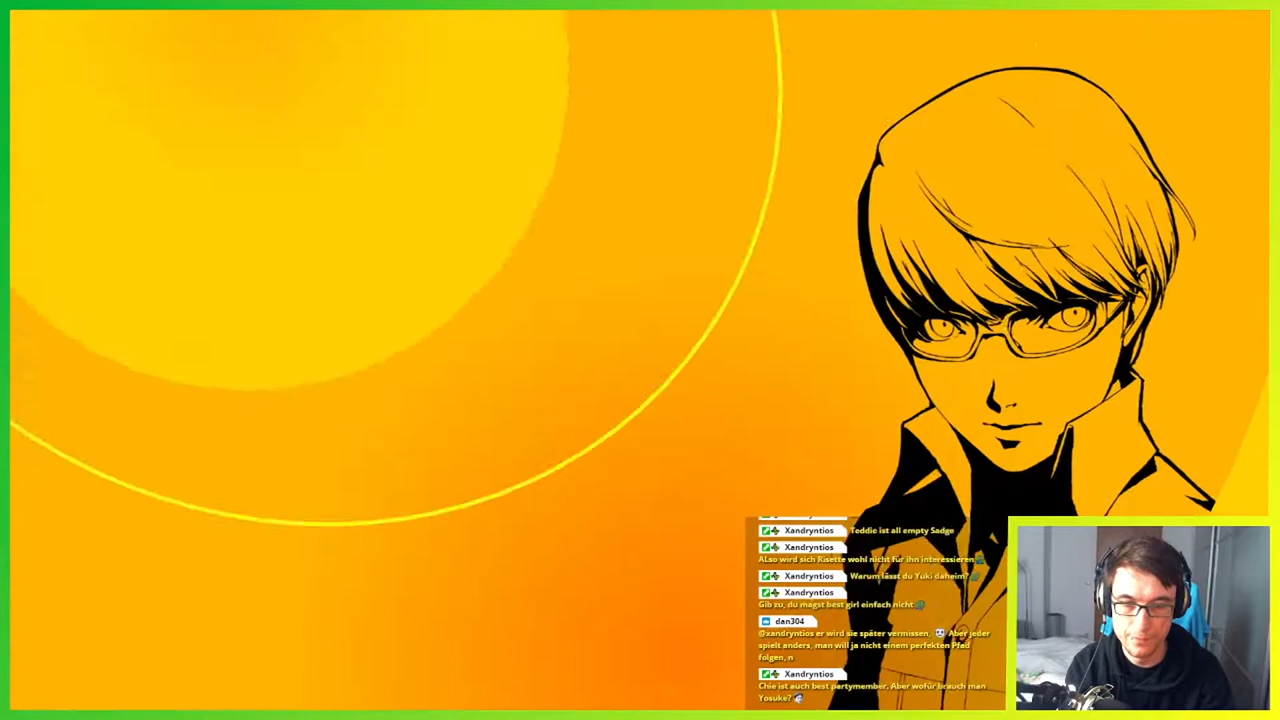 Xandryntios Teddie ist all empty Sadge
Xandryntios
ALso wird sich Risette wohl nicht für ihn interessieren
Xandryntios Warum lässt du Yuki daheim?
Xandryntios
Gib zu, du magst best girl einfach nicht
dan304
@xandryntios er wird sie später vermissen, Aber jeder
spielt anders, man will ja nicht einem perfekten Pfad
folgen, n
Xandryntios
Chie ist auch best partymember. Aber wofür brauch man
Yosuke?